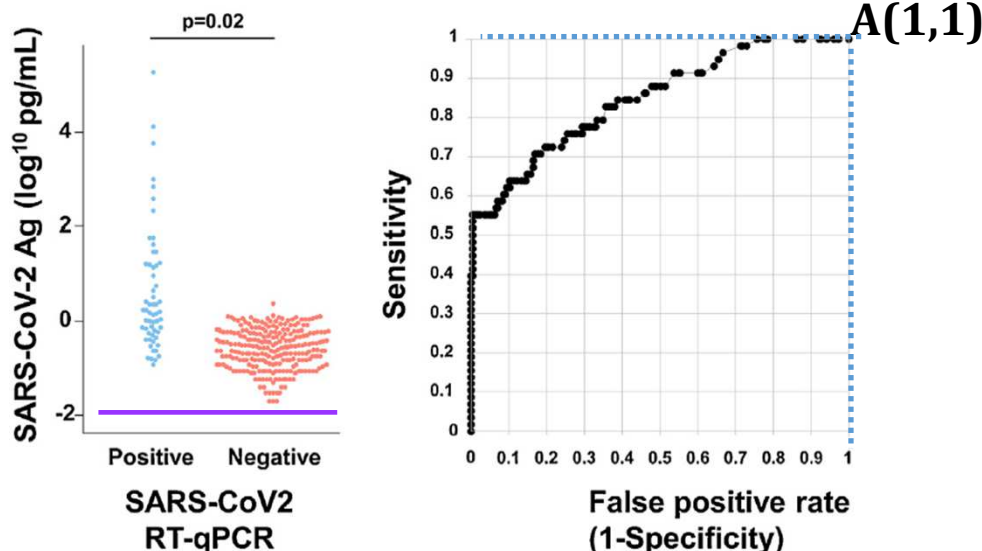 p=0.02
SARS-CoV-2 Ag (log10 pg/mL)
4
2
0
-2
Positive Negative
SARS-CoV2
RT-qPCR
A(1,1)
Sensitivity
1
0.9
0.8
0.7
0.6
0.5
0.4
0.3
0.2
0.1
0
0 0.1 0.2 0.3 0.4 0.5 0.6 0.7 0.8 0.9 1
False positive rate
(1-Specificity)